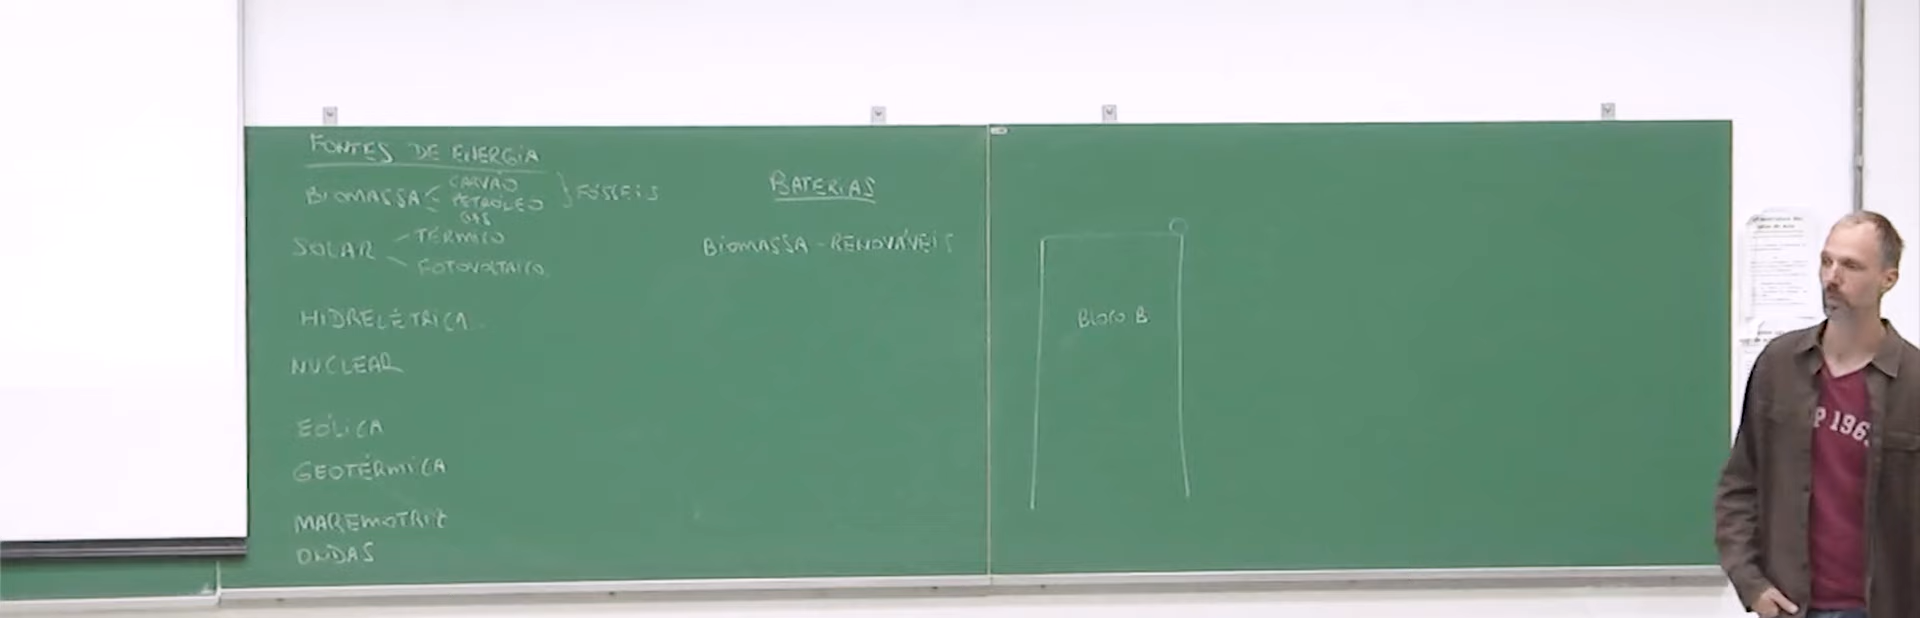 FONTES DE ENERGIA
BIOMASSA CARVÃO
PETRÓLEO
GÁS
} FÓSSEIS
SOLAR TÉRMICO
FOTOVOLTAICO
HIDRELÉTRICA
NUCLEAR
EÓLICA
GEOTÉRMICA
MAREMOTRIZ
ONDAS
BATERIAS
BIOMASSA - RENOVÁVEIS
BLOCO B
P 196